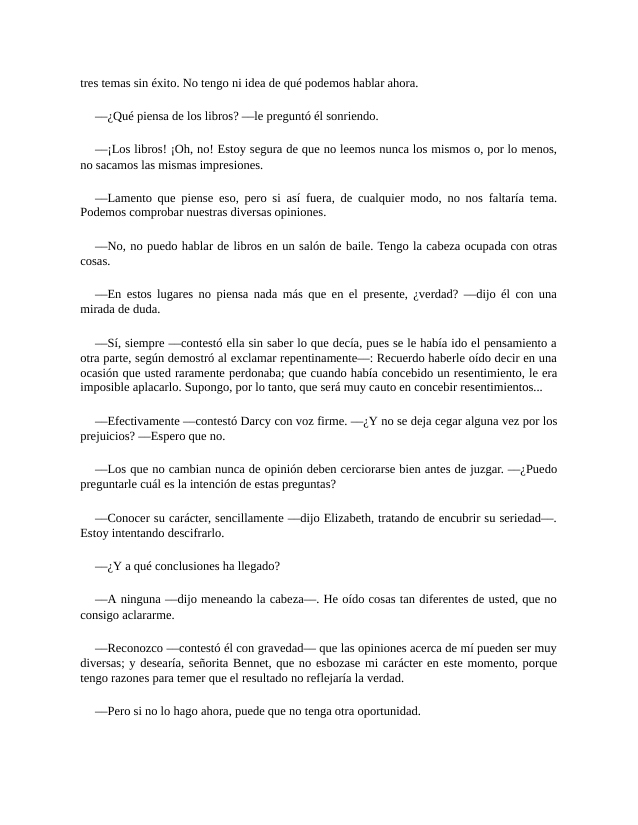 tres temas sin éxito. No tengo ni idea de qué podemos hablar ahora.
—¿Qué piensa de los libros? —le preguntó él sonriendo.
—¡Los libros! ¡Oh, no! Estoy segura de que no leemos nunca los mismos o, por lo menos,
no sacamos las mismas impresiones.
—Lamento que piense eso, pero si así fuera, de cualquier modo, no nos faltaría tema.
Podemos comprobar nuestras diversas opiniones.
—No, no puedo hablar de libros en un salón de baile. Tengo la cabeza ocupada con otras
cosas.
—En estos lugares no piensa nada más que en el presente, ¿verdad? —dijo él con una
mirada de duda.
—Sí, siempre —contestó ella sin saber lo que decía, pues se le había ido el pensamiento a
otra parte, según demostró al exclamar repentinamente—: Recuerdo haberle oído decir en una
ocasión que usted raramente perdonaba; que cuando había concebido un resentimiento, le era
imposible aplacarlo. Supongo, por lo tanto, que será muy cauto en concebir resentimientos...
—Efectivamente —contestó Darcy con voz firme. —¿Y no se deja cegar alguna vez por los
prejuicios? —Espero que no.
—Los que no cambian nunca de opinión deben cerciorarse bien antes de juzgar. —¿Puedo
preguntarle cuál es la intención de estas preguntas?
—Conocer su carácter, sencillamente —dijo Elizabeth, tratando de encubrir su seriedad—.
Estoy intentando descifrarlo.
—¿Y a qué conclusiones ha llegado?
—A ninguna —dijo meneando la cabeza—. He oído cosas tan diferentes de usted, que no
consigo aclararme.
—Reconozco —contestó él con gravedad— que las opiniones acerca de mí pueden ser muy
diversas; y desearía, señorita Bennet, que no esbozase mi carácter en este momento, porque
tengo razones para temer que el resultado no reflejaría la verdad.
—Pero si no lo hago ahora, puede que no tenga otra oportunidad.